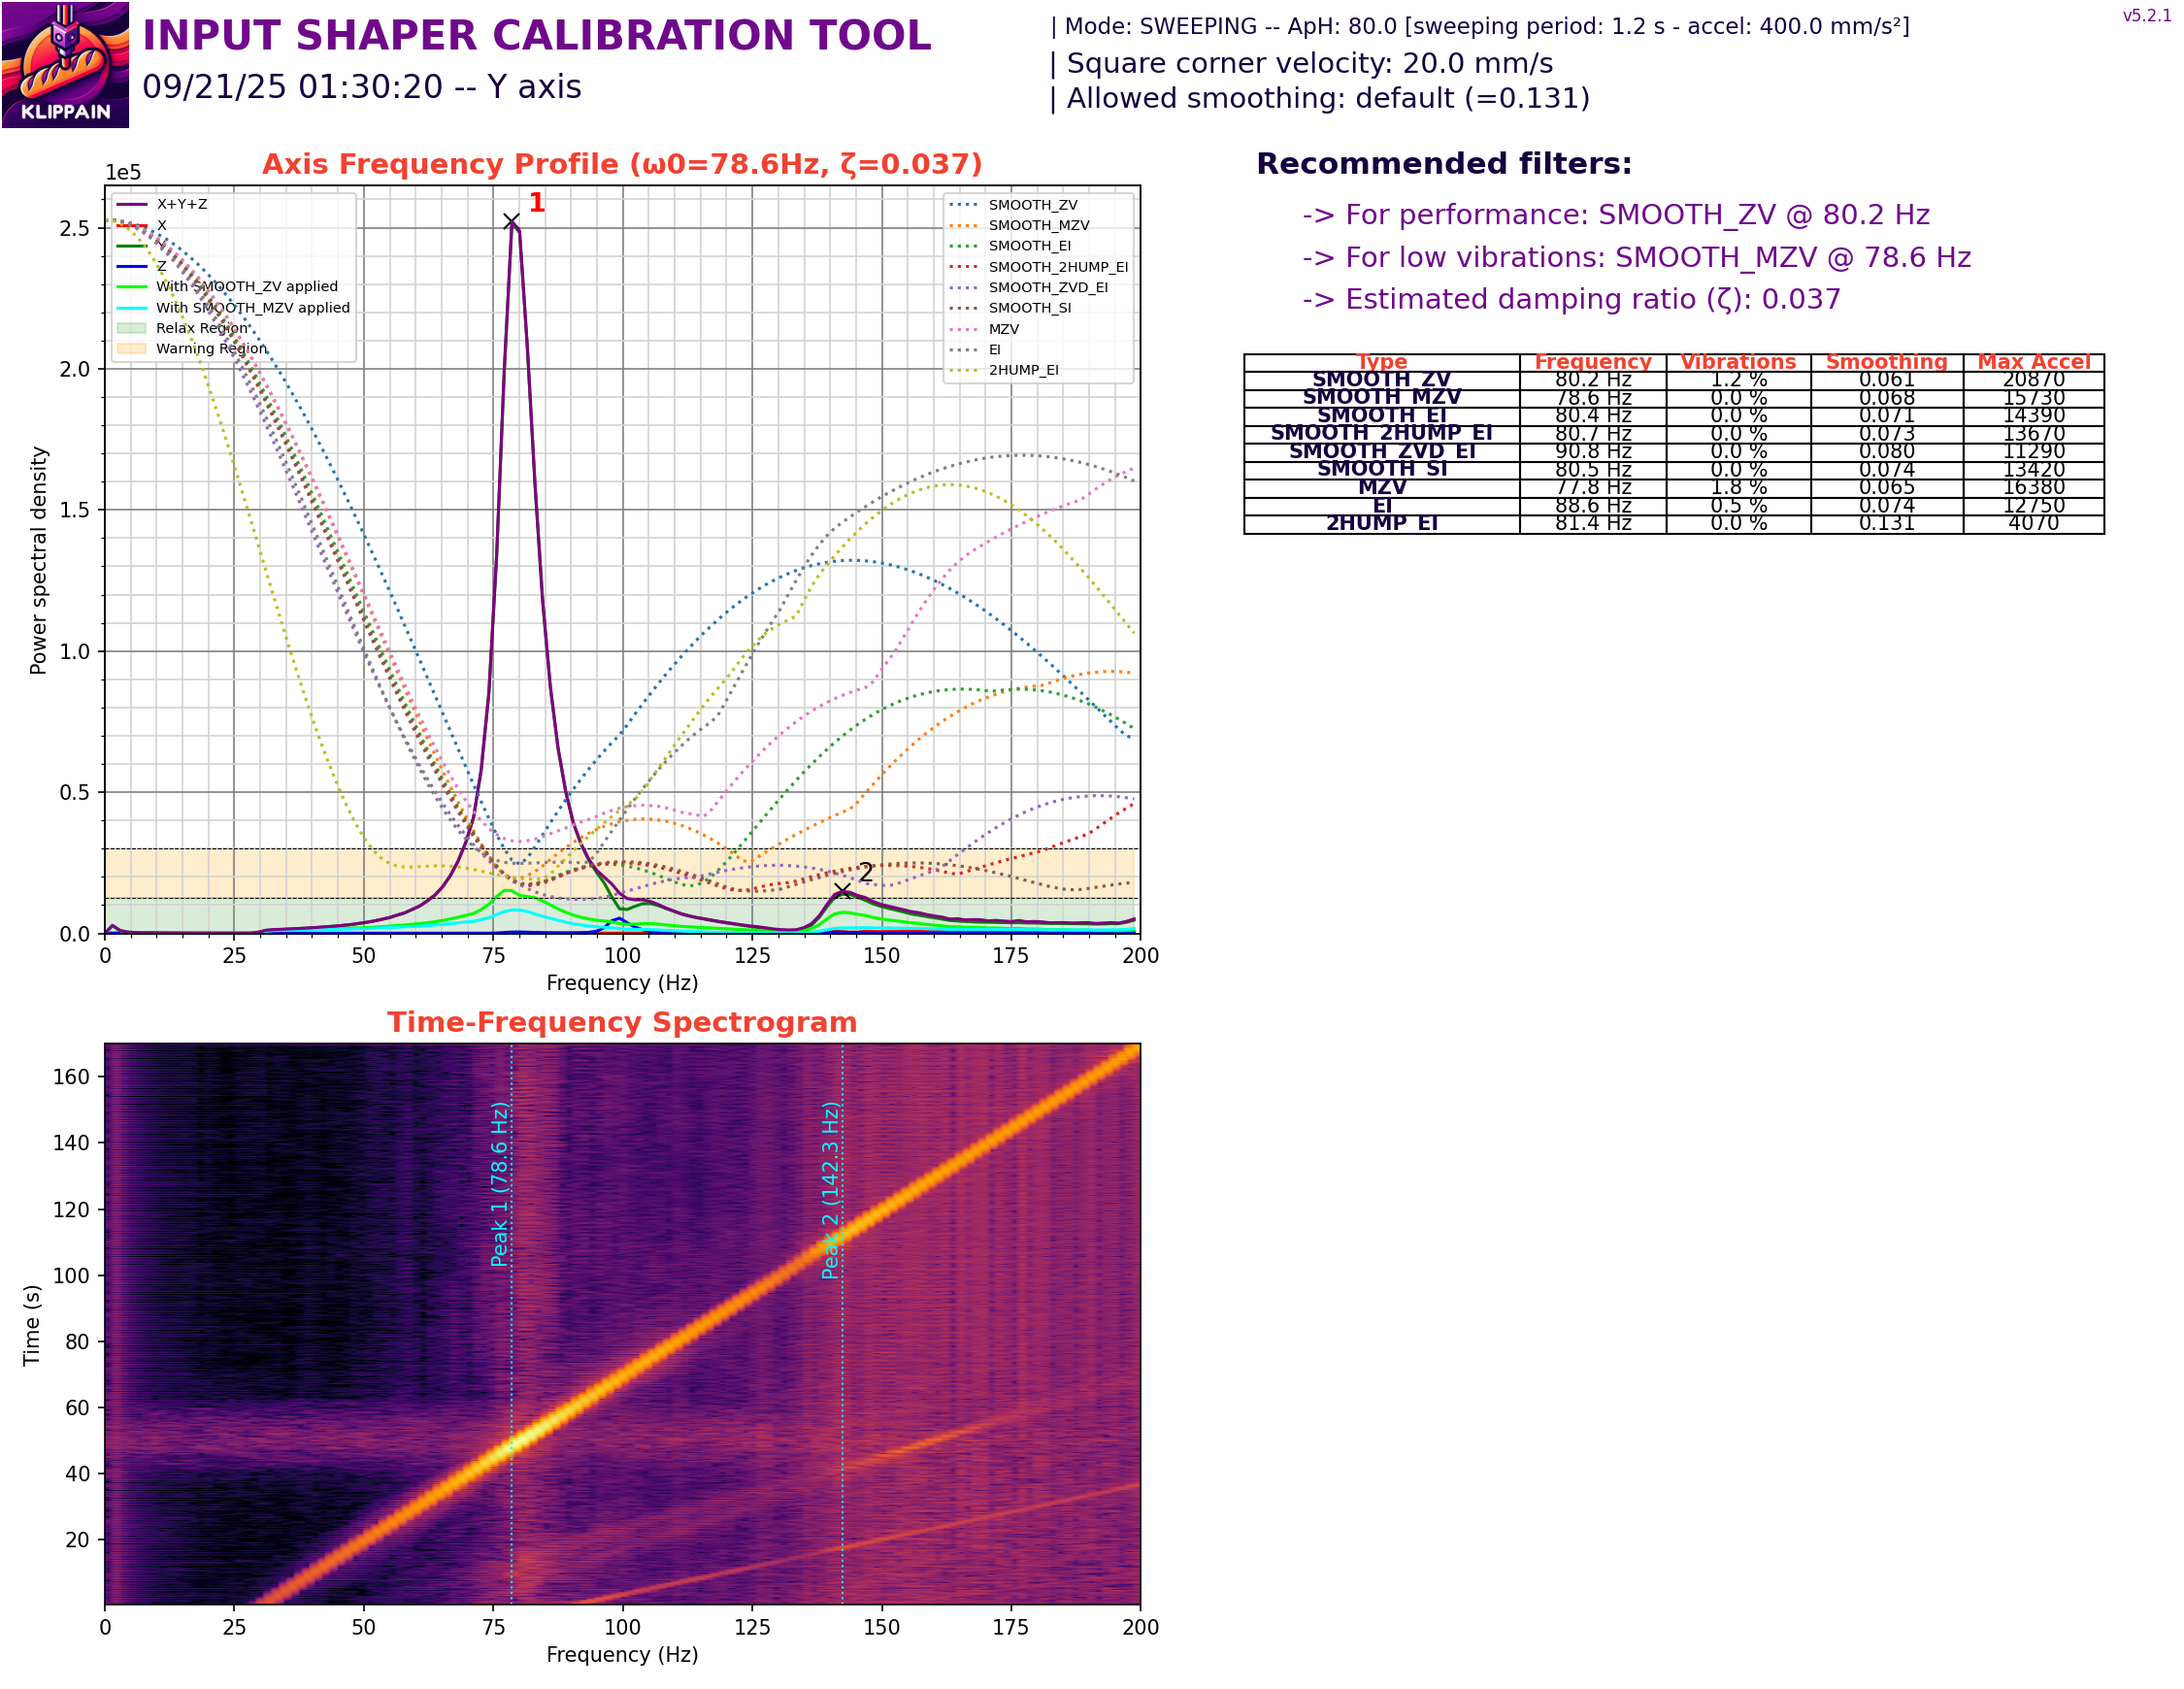 INPUT SHAPER CALIBRATION TOOL
09/21/25 01:30:20 -- Y axis
KLIPPAIN
| Mode: SWEEPING -- ApH: 80.0 [sweeping period: 1.2 s - accel: 400.0 mm/s²]
| Square corner velocity: 20.0 mm/s
| Allowed smoothing: default (=0.131)
v5.2.1
Axis Frequency Profile (ω0=78.6Hz, ζ=0.037)
1e5
X+Y+Z
X
Y
Z
With SMOOTH_ZV applied
With SMOOTH_MZV applied
Relax Region
Warning Region
SMOOTH_ZV
SMOOTH_MZV
SMOOTH_EI
SMOOTH_2HUMP_EI
SMOOTH_ZVD_EI
SMOOTH_SI
MZV
EI
2HUMP_EI
1
2
Power spectral density
2.5
2.0
1.5
1.0
0.5
0.0
0 25 50 75 100 125 150 175 200
Frequency (Hz)
Recommended filters:
-> For performance: SMOOTH_ZV @ 80.2 Hz
-> For low vibrations: SMOOTH_MZV @ 78.6 Hz
-> Estimated damping ratio (ζ): 0.037
Type Frequency Vibrations Smoothing Max Accel
SMOOTH_ZV 80.2 Hz 1.2 % 0.061 20870
SMOOTH_MZV 78.6 Hz 0.0 % 0.068 15730
SMOOTH_EI 80.4 Hz 0.0 % 0.071 14390
SMOOTH_2HUMP_EI 80.7 Hz 0.0 % 0.073 13670
SMOOTH_ZVD_EI 90.8 Hz 0.0 % 0.080 11290
SMOOTH_SI 80.5 Hz 0.0 % 0.074 13420
MZV 77.8 Hz 1.8 % 0.065 16380
EI 88.6 Hz 0.5 % 0.074 12750
2HUMP_EI 81.4 Hz 0.0 % 0.131 4070
Time-Frequency Spectrogram
Time (s)
160
140
120
100
80
60
40
20
Peak 1 (78.6 Hz)
Peak 2 (142.3 Hz)
0 25 50 75 100 125 150 175 200
Frequency (Hz)